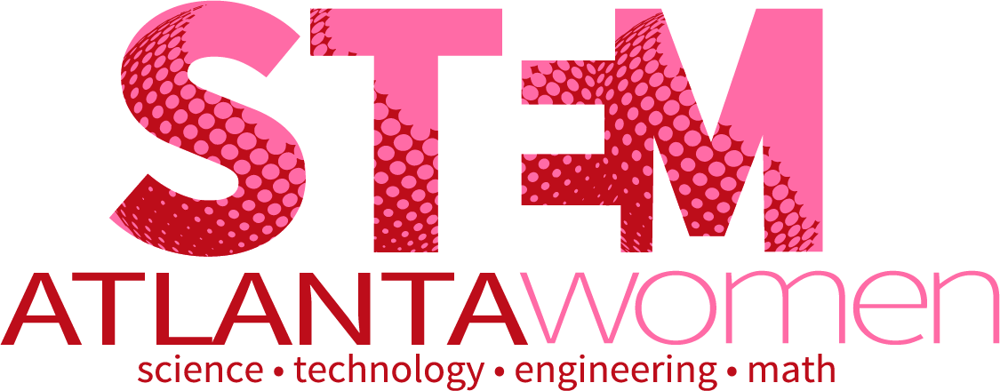 STEM
ATLANTAwomen
science • technology • engineering • math